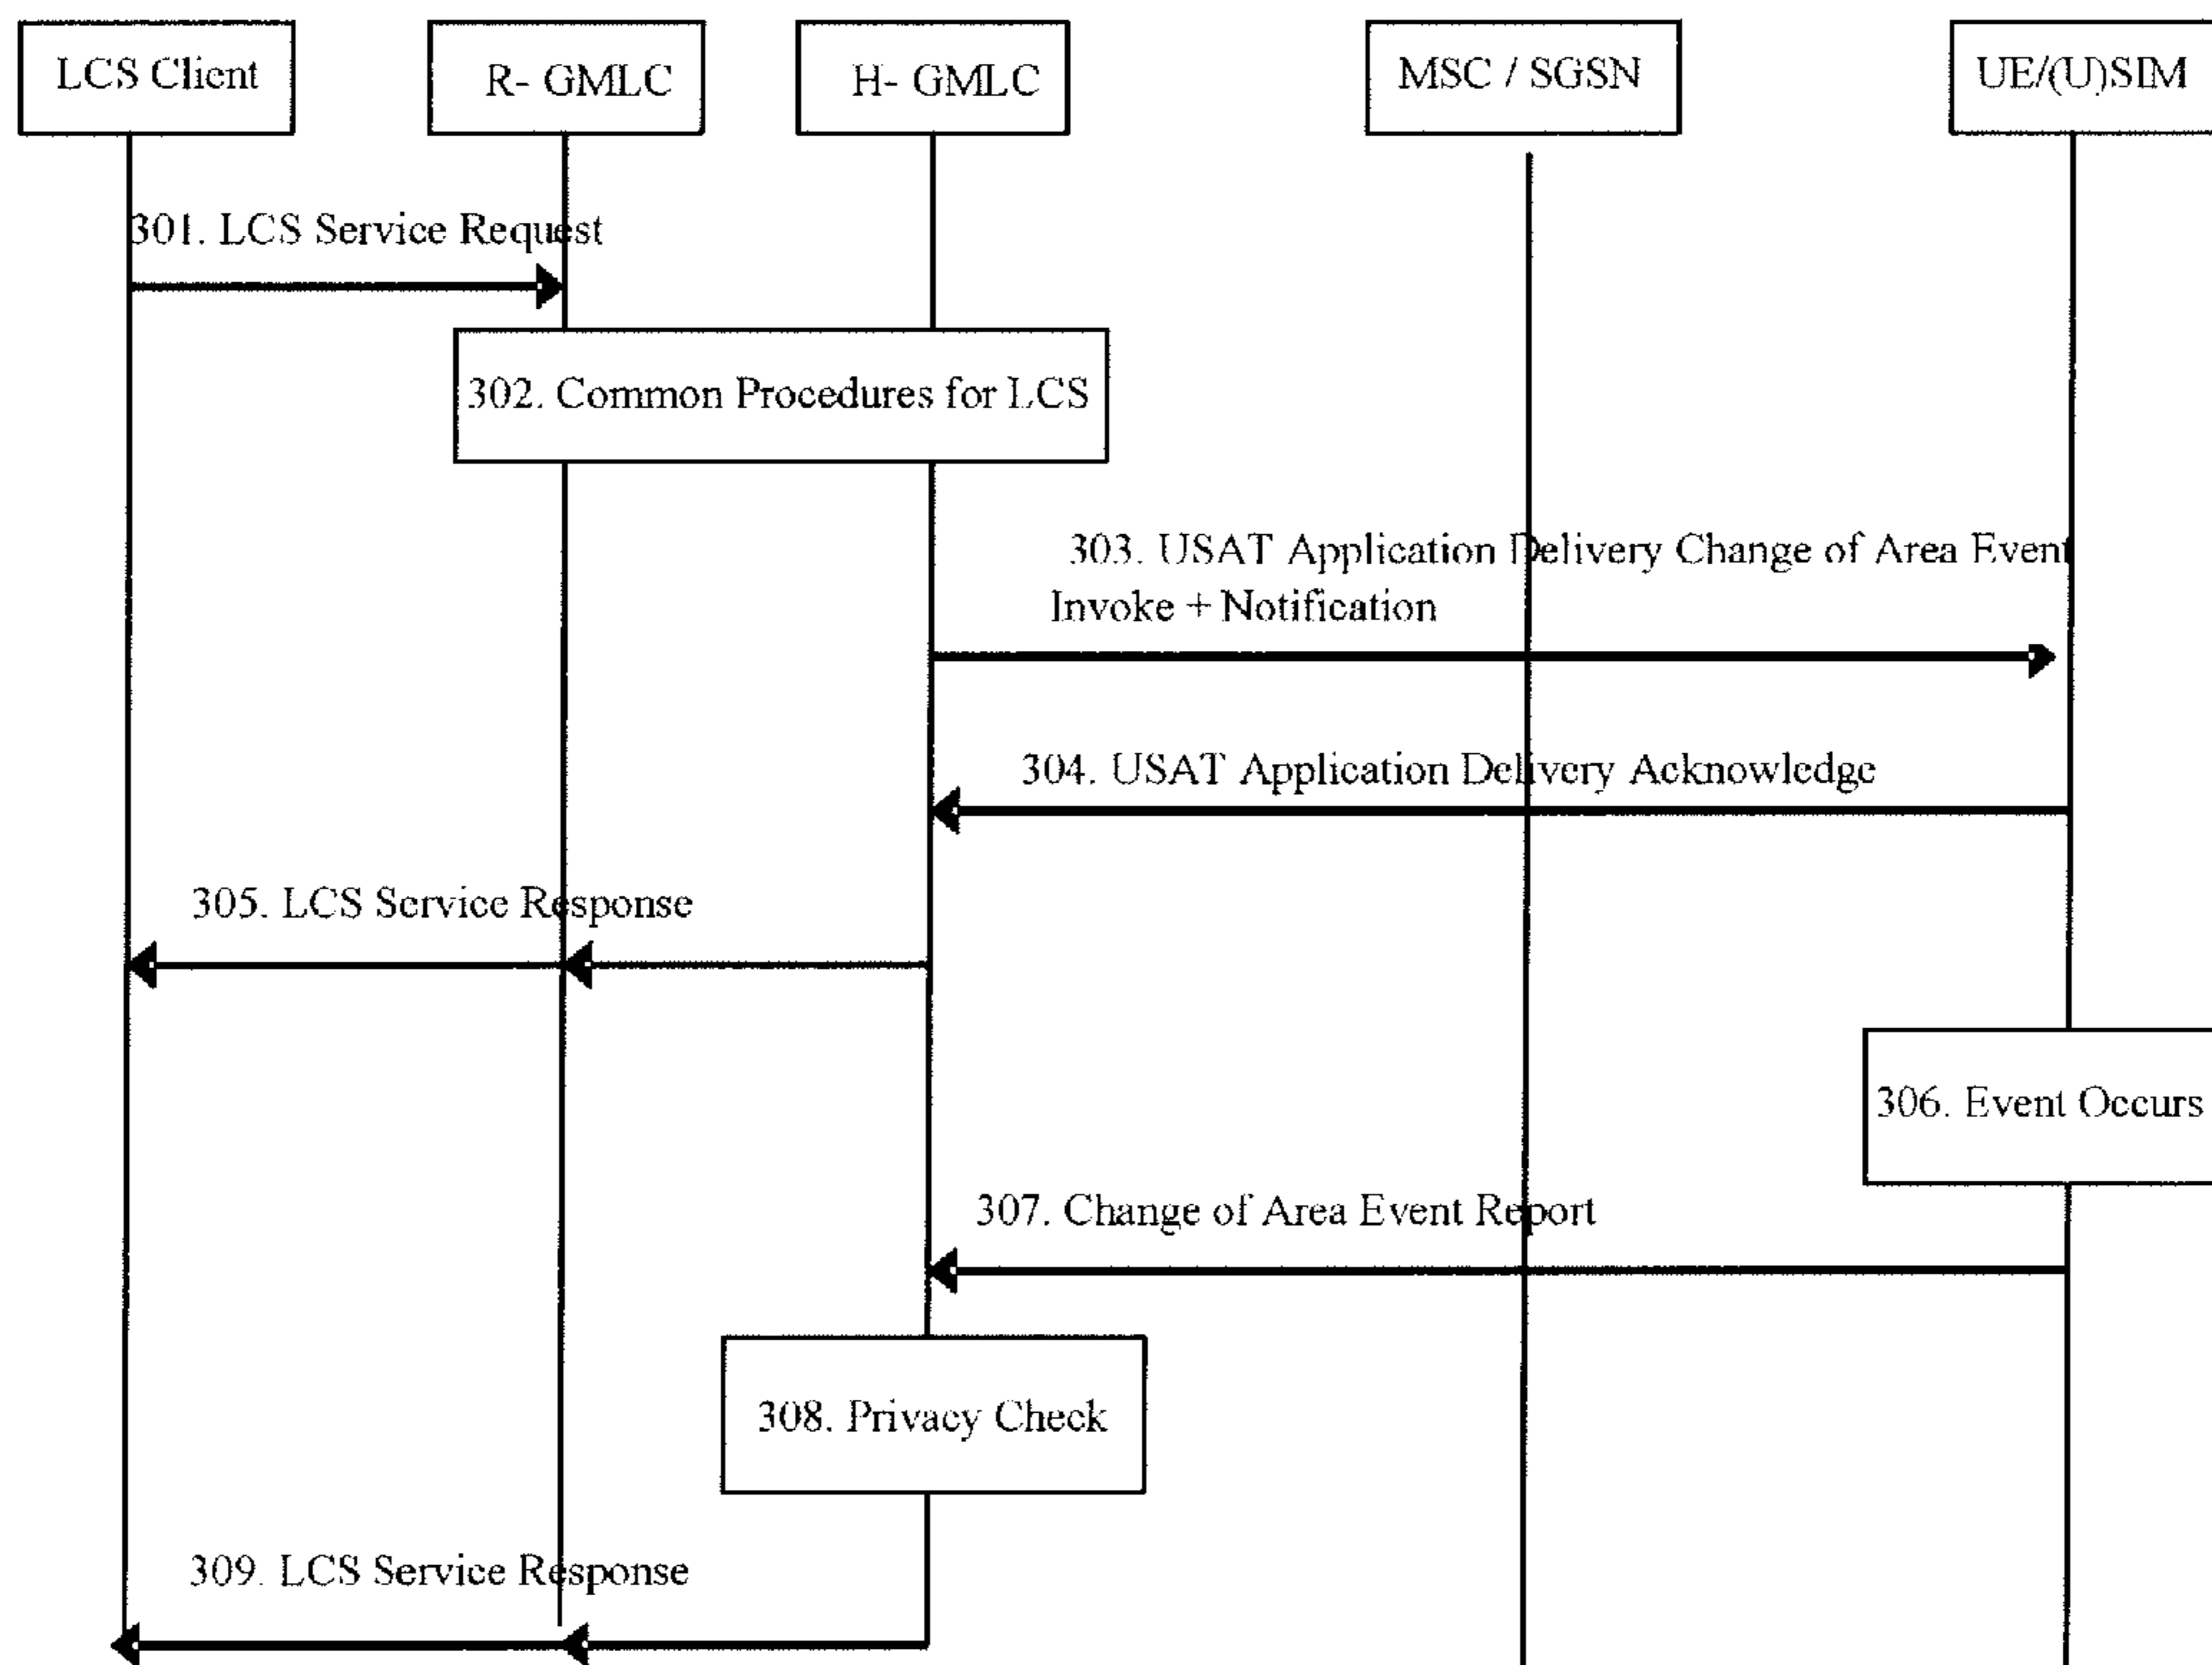 LCS Client
R- GMLC
H- GMLC
MSC / SGSN
UE/(U)SIM
301. LCS Service Request
302. Common Procedures for LCS
303. USAT Application Delivery Change of Area Event
Invoke + Notification
304. USAT Application Delivery Acknowledge
305. LCS Service Response
306. Event Occurs
307. Change of Area Event Report
308. Privacy Check
309. LCS Service Response